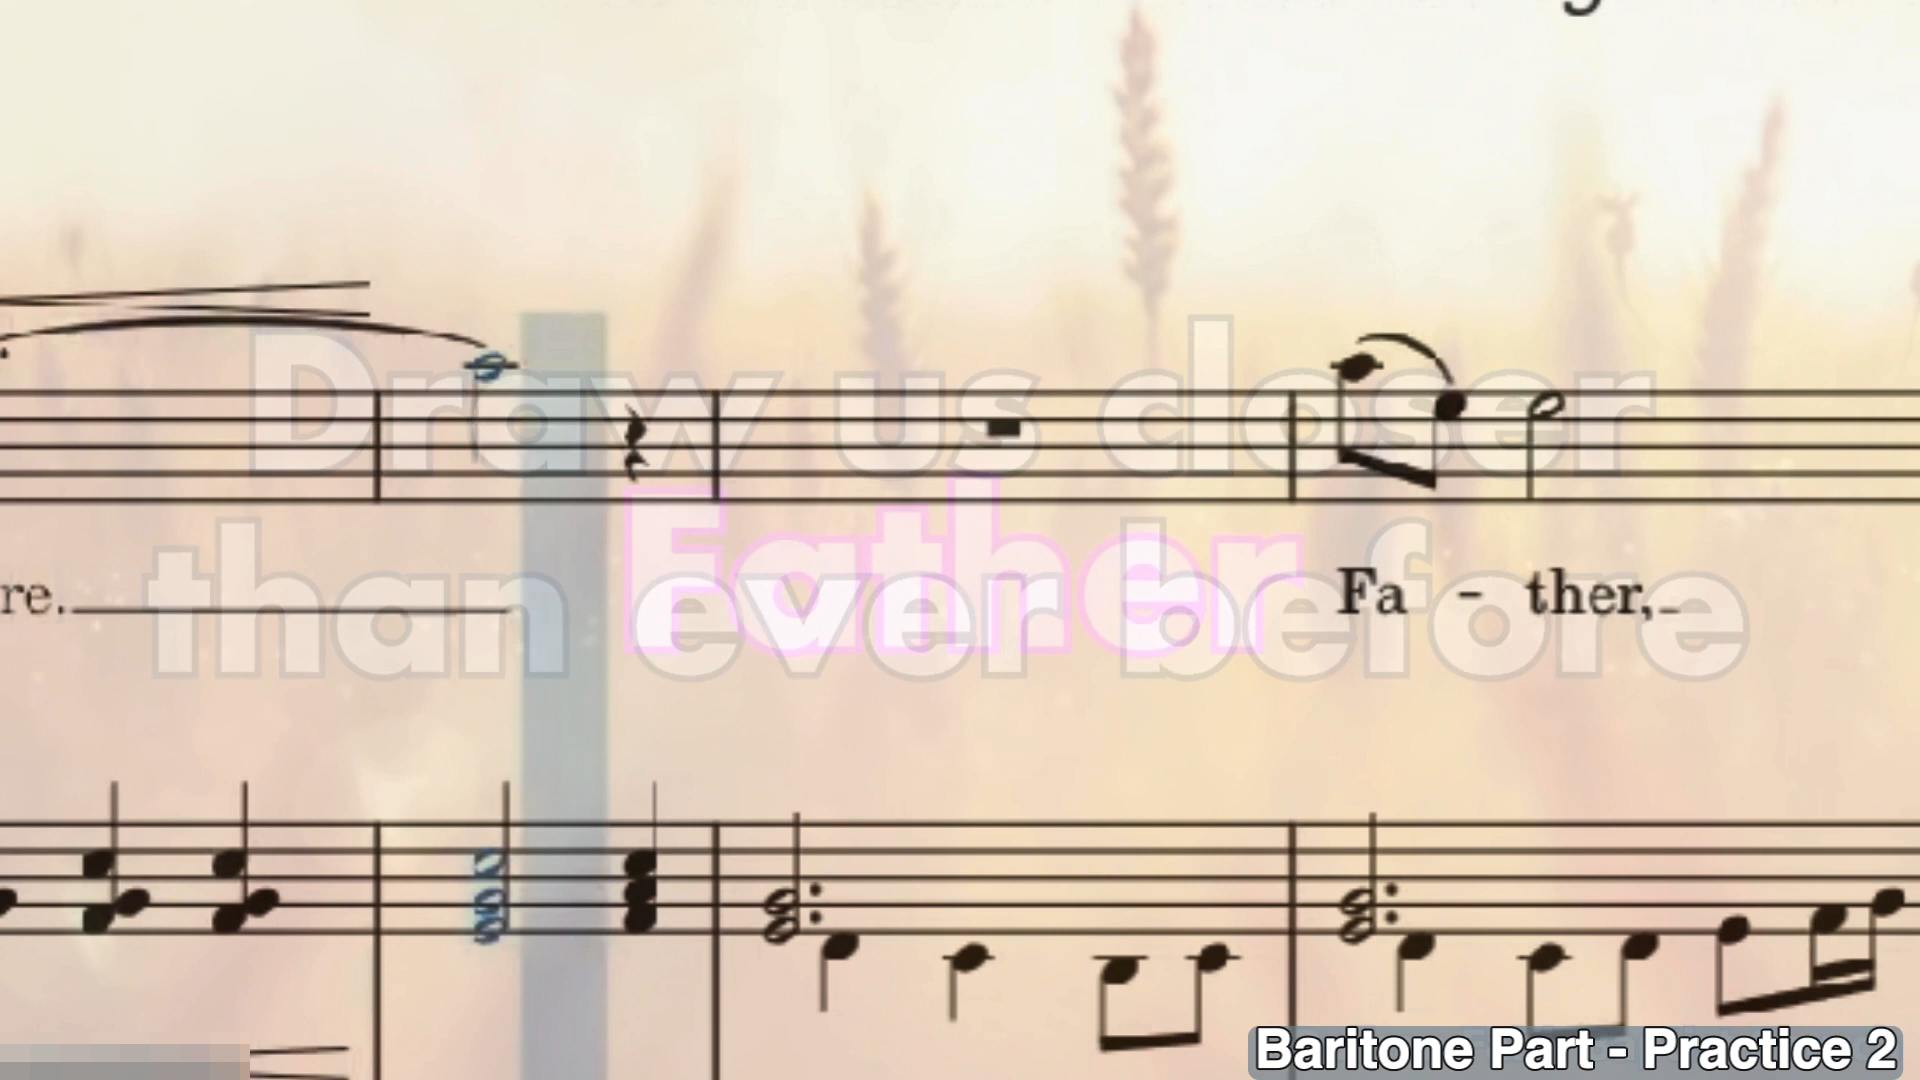 Draw us closer
Father
than ever before
re.
Fa - ther,
Baritone Part - Practice 2